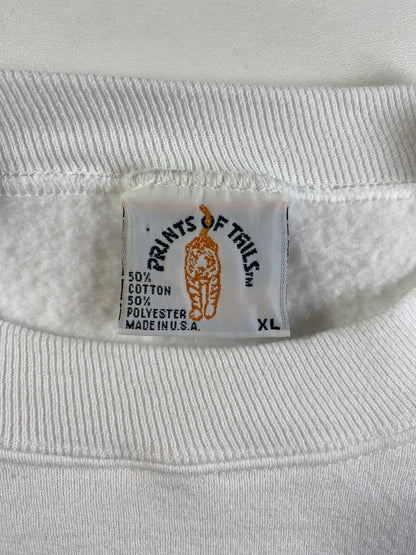 PRINTS OF TAILS™
50%
COTTON
50%
POLYESTER
MADE IN U.S.A.
XL